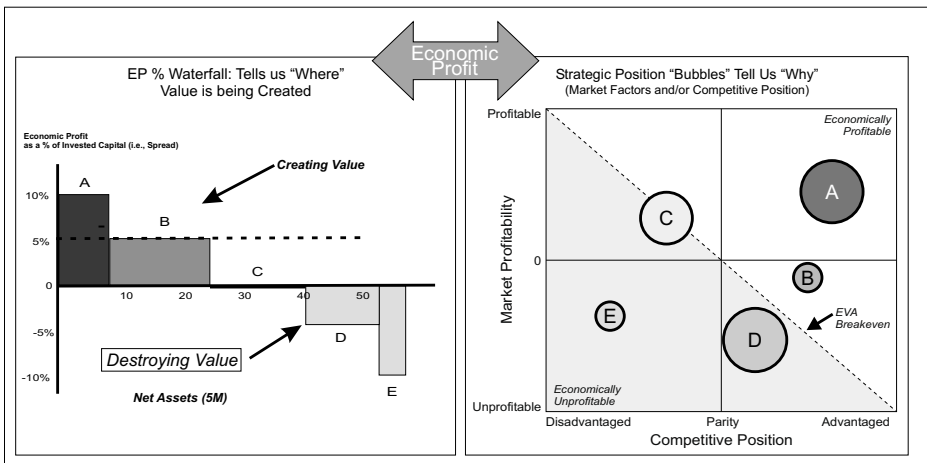 Economic
Profit
EP % Waterfall: Tells us “Where”
Value is being Created
Economic Profit
as a % of Invested Capital (i.e., Spread)
Creating Value
A
10%
B
5%
C
0
10
20
30
40
50
-5%
D
Destroying Value
-10%
E
Net Assets (5M)
Strategic Position “Bubbles” Tell Us “Why”
(Market Factors and/or Competitive Position)
Profitable
Economically
Profitable
A
C
Market Profitability
0
B
E
D
EVA
Breakeven
Economically
Unprofitable
Unprofitable
Disadvantaged
Parity
Advantaged
Competitive Position